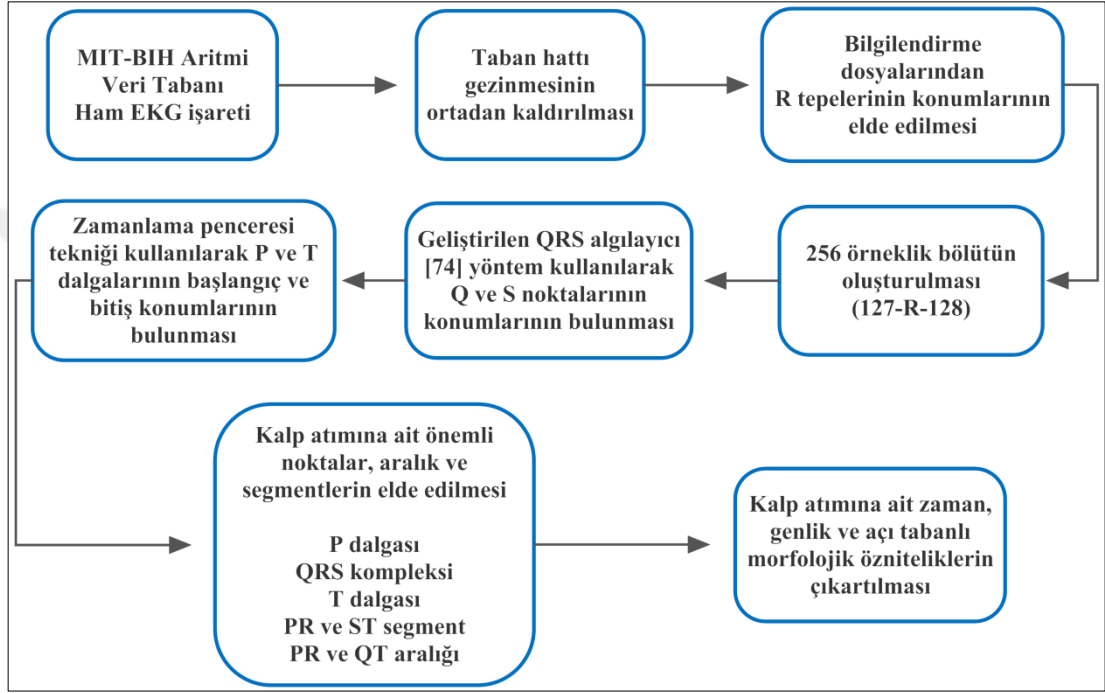 MIT-BIH Aritmi
Veri Tabanı
Ham EKG işareti
Taban hattı
gezinmesinin
ortadan kaldırılması
Bilgilendirme
dosyalarından
R tepelerinin konumlarının
elde edilmesi
256 örneklik bölütün
oluşturulması
(127-R-128)
Geliştirilen QRS algılayıcı
[74] yöntem kullanılarak
Q ve S noktalarının
konumlarının bulunması
Zamanlama penceresi
tekniği kullanılarak P ve T
dalgalarının başlangıç ve
bitiş konumlarının
bulunması
Kalp atımına ait önemli
noktalar, aralık ve
segmentlerin elde edilmesi
P dalgası
QRS kompleksi
T dalgası
PR ve ST segment
PR ve QT aralığı
Kalp atımına ait zaman,
genlik ve açı tabanlı
morfolojik özniteliklerin
çıkartılması